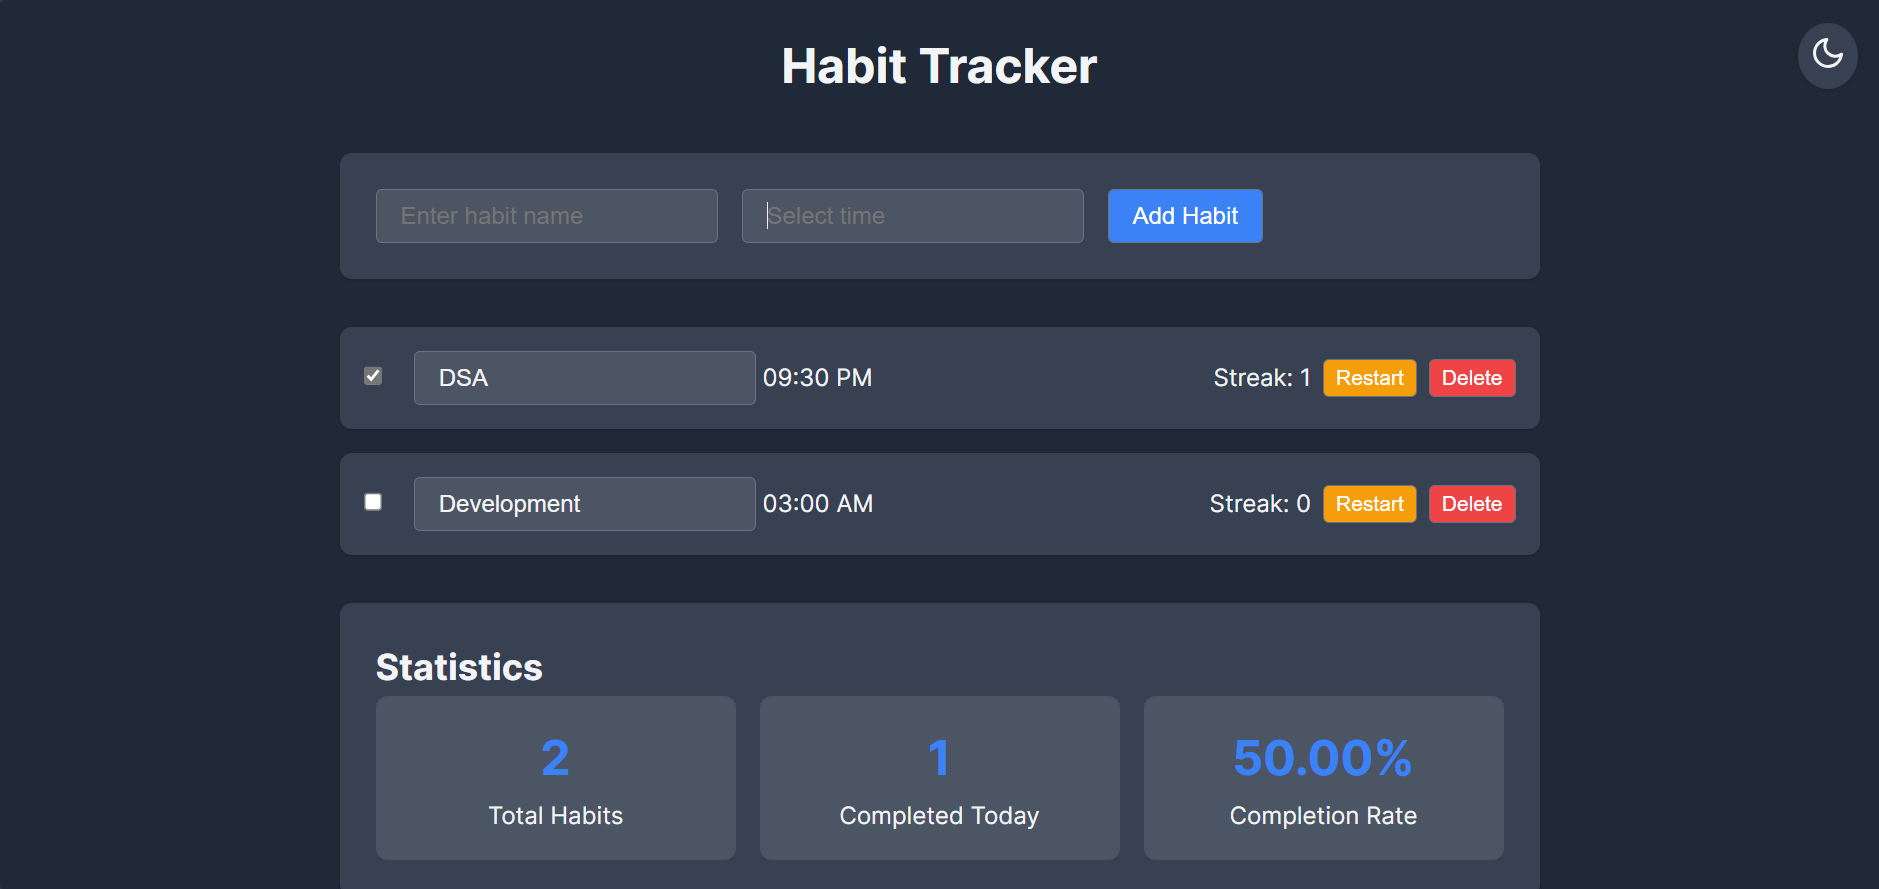 Habit Tracker
Enter habit name Select time Add Habit
DSA 09:30 PM Streak: 1 Restart Delete
Development 03:00 AM Streak: 0 Restart Delete
Statistics
2 1 50.00%
Total Habits Completed Today Completion Rate